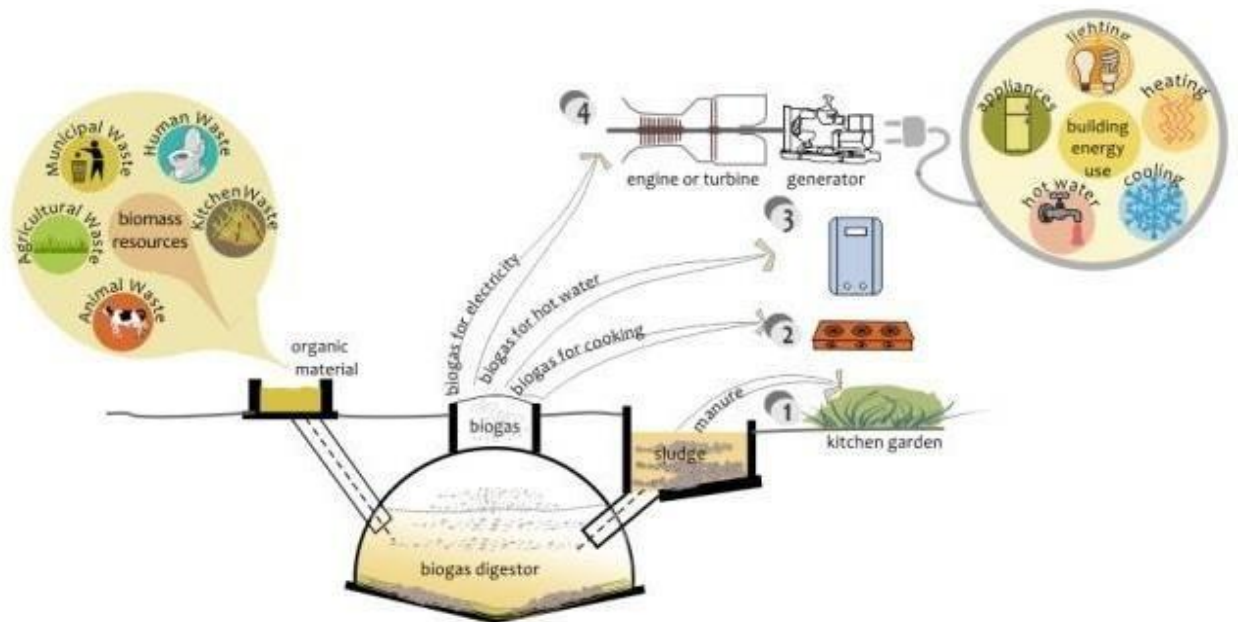 Municipal Waste
Human Waste
Agricultural Waste
biomass
resources
Kitchen Waste
Animal Waste
organic
material
4
engine or turbine
generator
lighting
appliances
heating
building
energy
use
hot water
cooling
3
2
biogas for electricity
biogas for hot water
biogas for cooking
manure
1
kitchen garden
biogas
sludge
biogas digestor